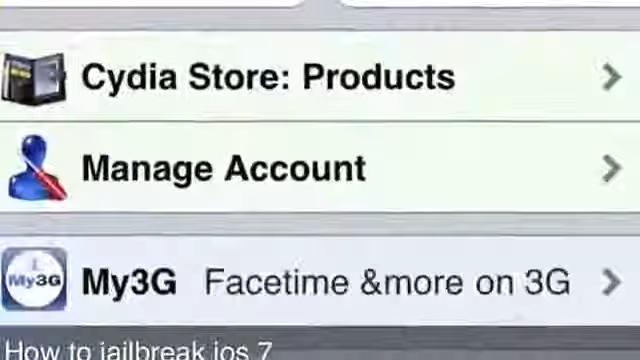 Cydia Store: Products
Manage Account
My3G
My3G Facetime &more on 3G
How to jailbreak ios 7